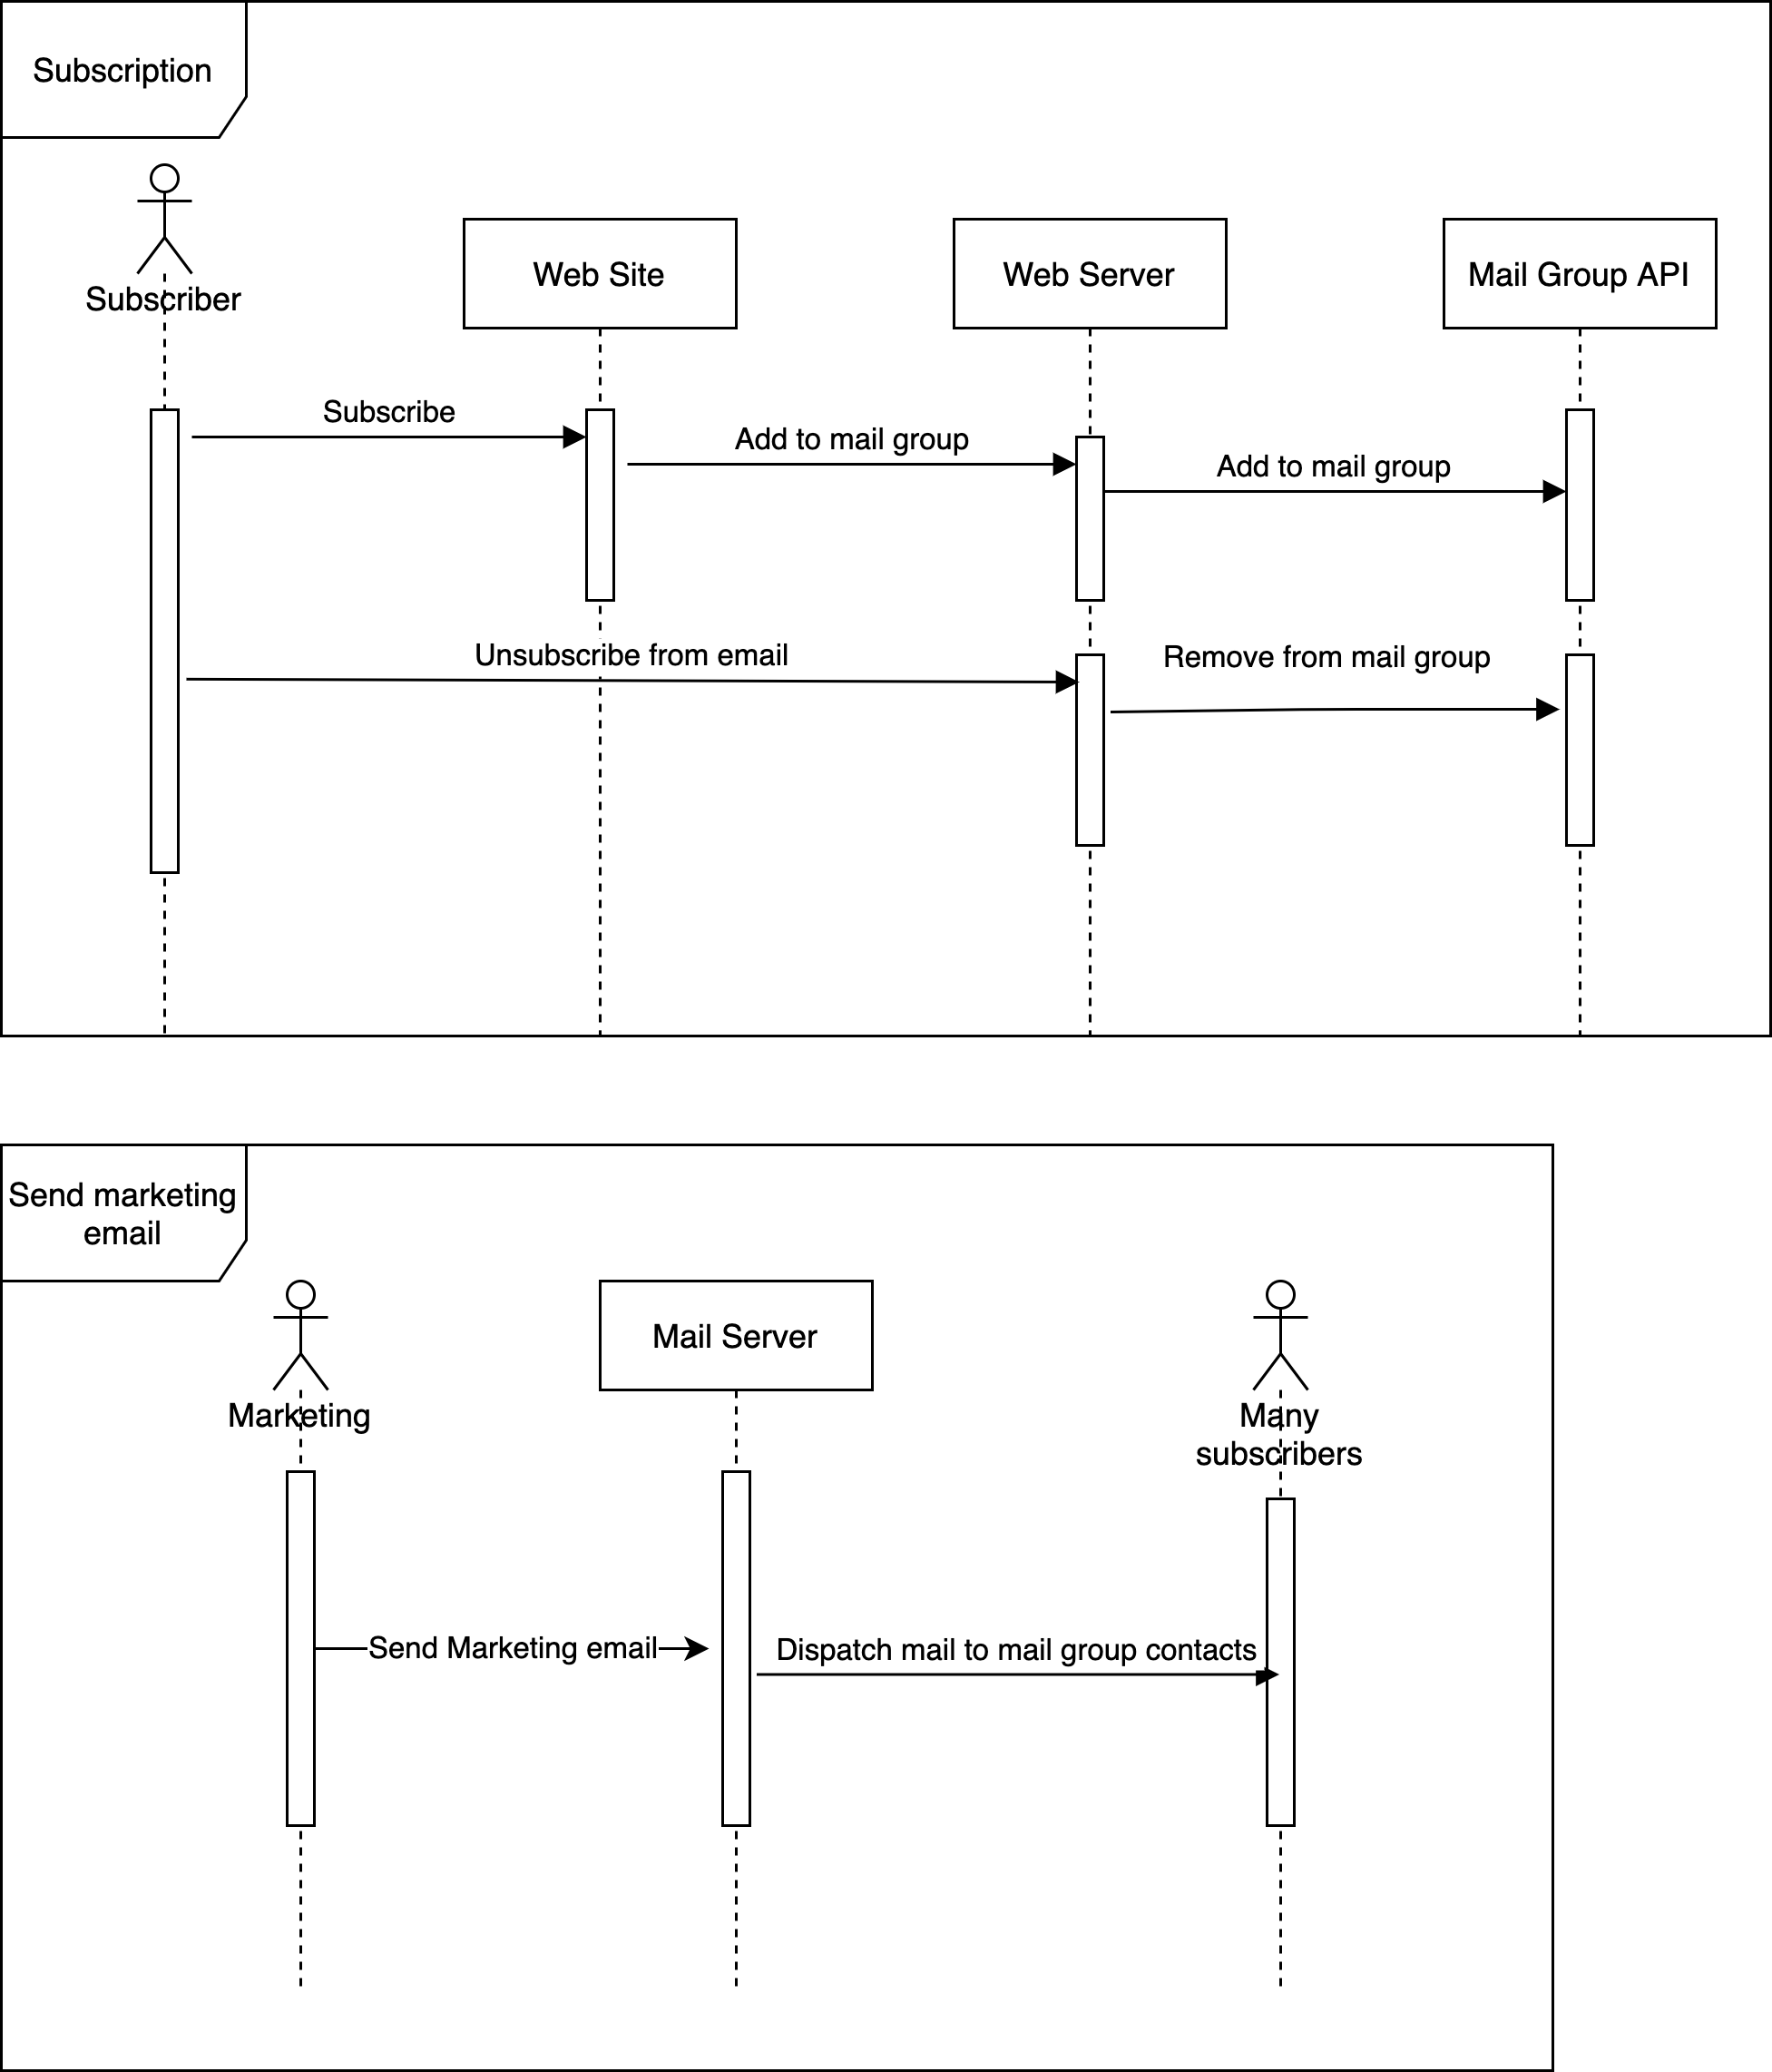 Subscription
Subscriber
Web Site
Web Server
Mail Group API
Subscribe
Add to mail group
Add to mail group
Unsubscribe from email
Remove from mail group
Send marketing
email
Marketing
Mail Server
Many
subscribers
Send Marketing email
Dispatch mail to mail group contacts